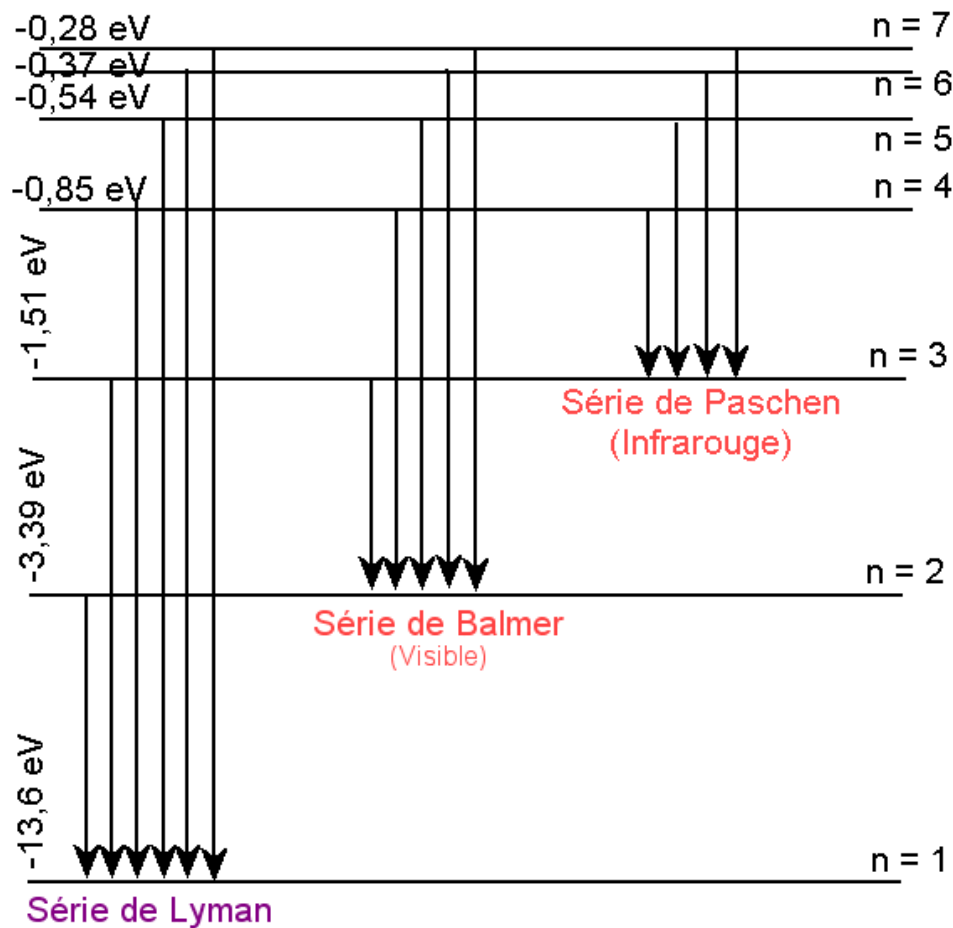 -0,28 eV
n = 7
-0,37 eV
n = 6
-0,54 eV
n = 5
-0,85 eV
n = 4
-1,51 eV
n = 3
Série de Paschen
(Infrarouge)
-3,39 eV
n = 2
Série de Balmer
(Visible)
-13,6 eV
n = 1
Série de Lyman